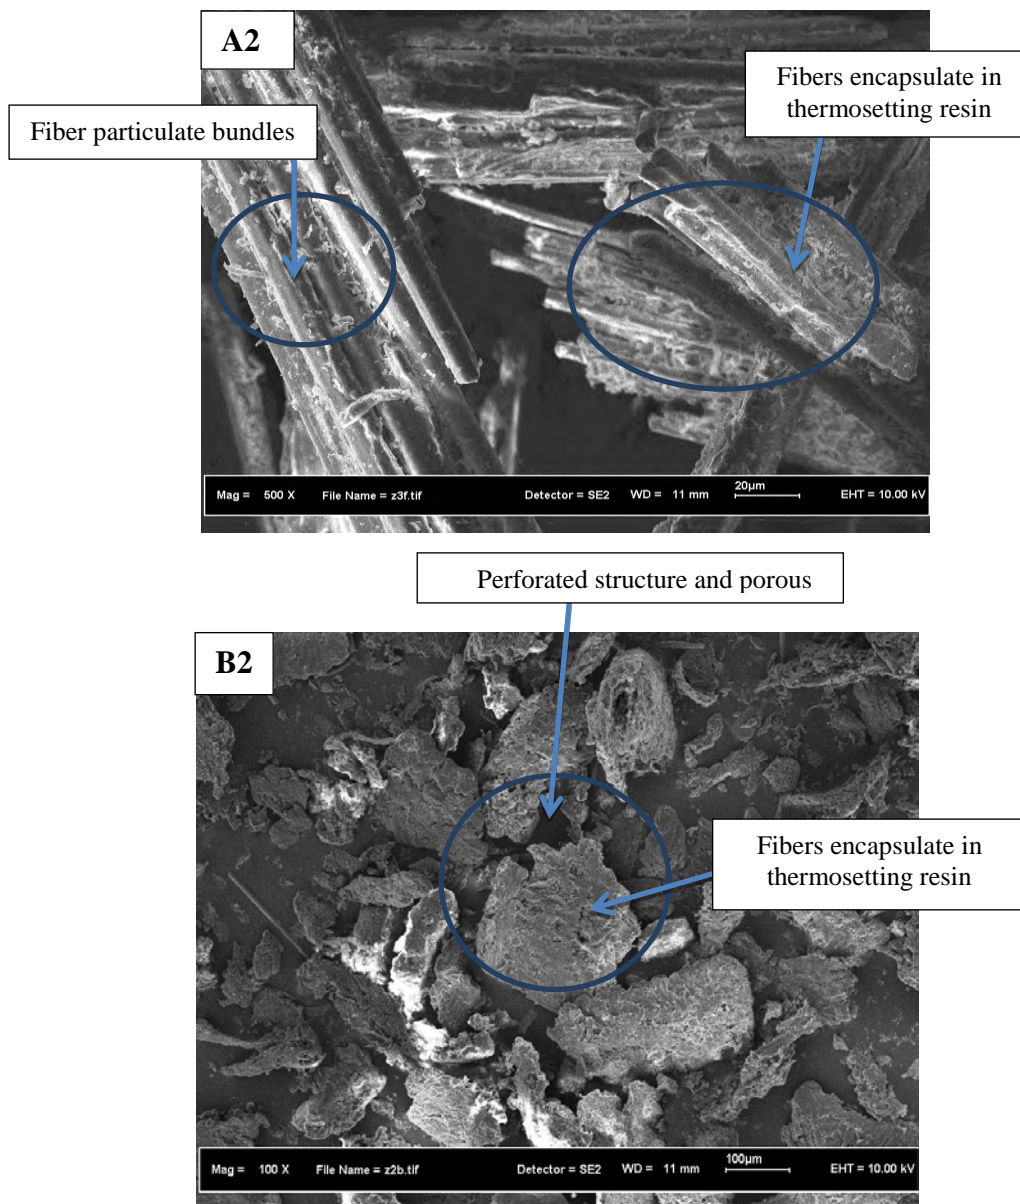 A2
Fibers encapsulate in
thermosetting resin
Fiber particulate bundles
Mag = 500 X File Name = z3f.tif Detector = SE2 WD = 11 mm 20µm EHT = 10.00 kV
Perforated structure and porous
B2
Fibers encapsulate in
thermosetting resin
Mag = 100 X File Name = z2b.tif Detector = SE2 WD = 11 mm 100µm EHT = 10.00 kV